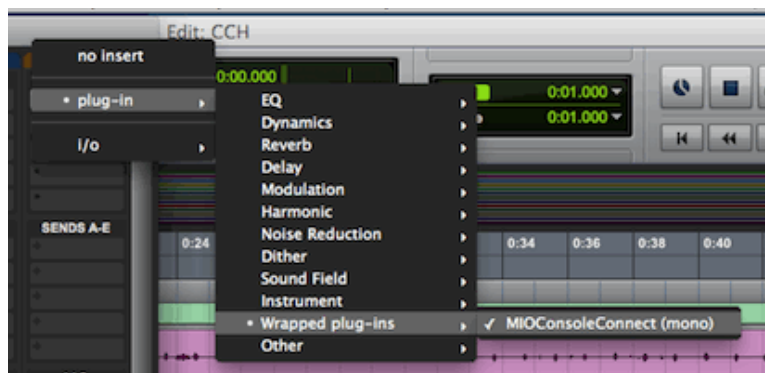 Edit: CCH
no insert
• plug-in
i/o
0:00.000
0:01.000
0:01.000
EQ
Dynamics
Reverb
Delay
Modulation
Harmonic
Noise Reduction
Dither
Sound Field
Instrument
• Wrapped plug-ins
Other
✓ MIOConsoleConnect (mono)
SENDS A-E
0:24
0:34
0:36
0:38
0:40